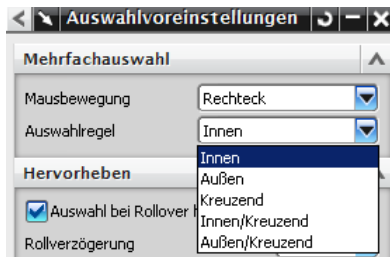 Auswahlvoreinstellungen
Mehrfachauswahl
Mausbewegung Rechteck
Auswahlregel Innen
Innen
Hervorheben Außen
Kreuzend
Auswahl bei Rollover Innen/Kreuzend
Rollverzögerung Außen/Kreuzend